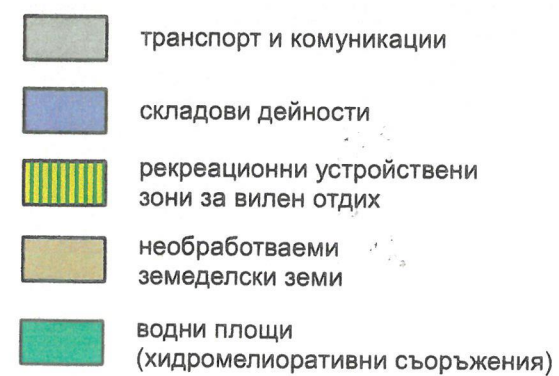 транспорт и комуникации
складови дейности
рекреационни устройствени
зони за вилен отдих
необработваеми
земеделски земи
водни площи
(хидромелиоративни съоръжения)